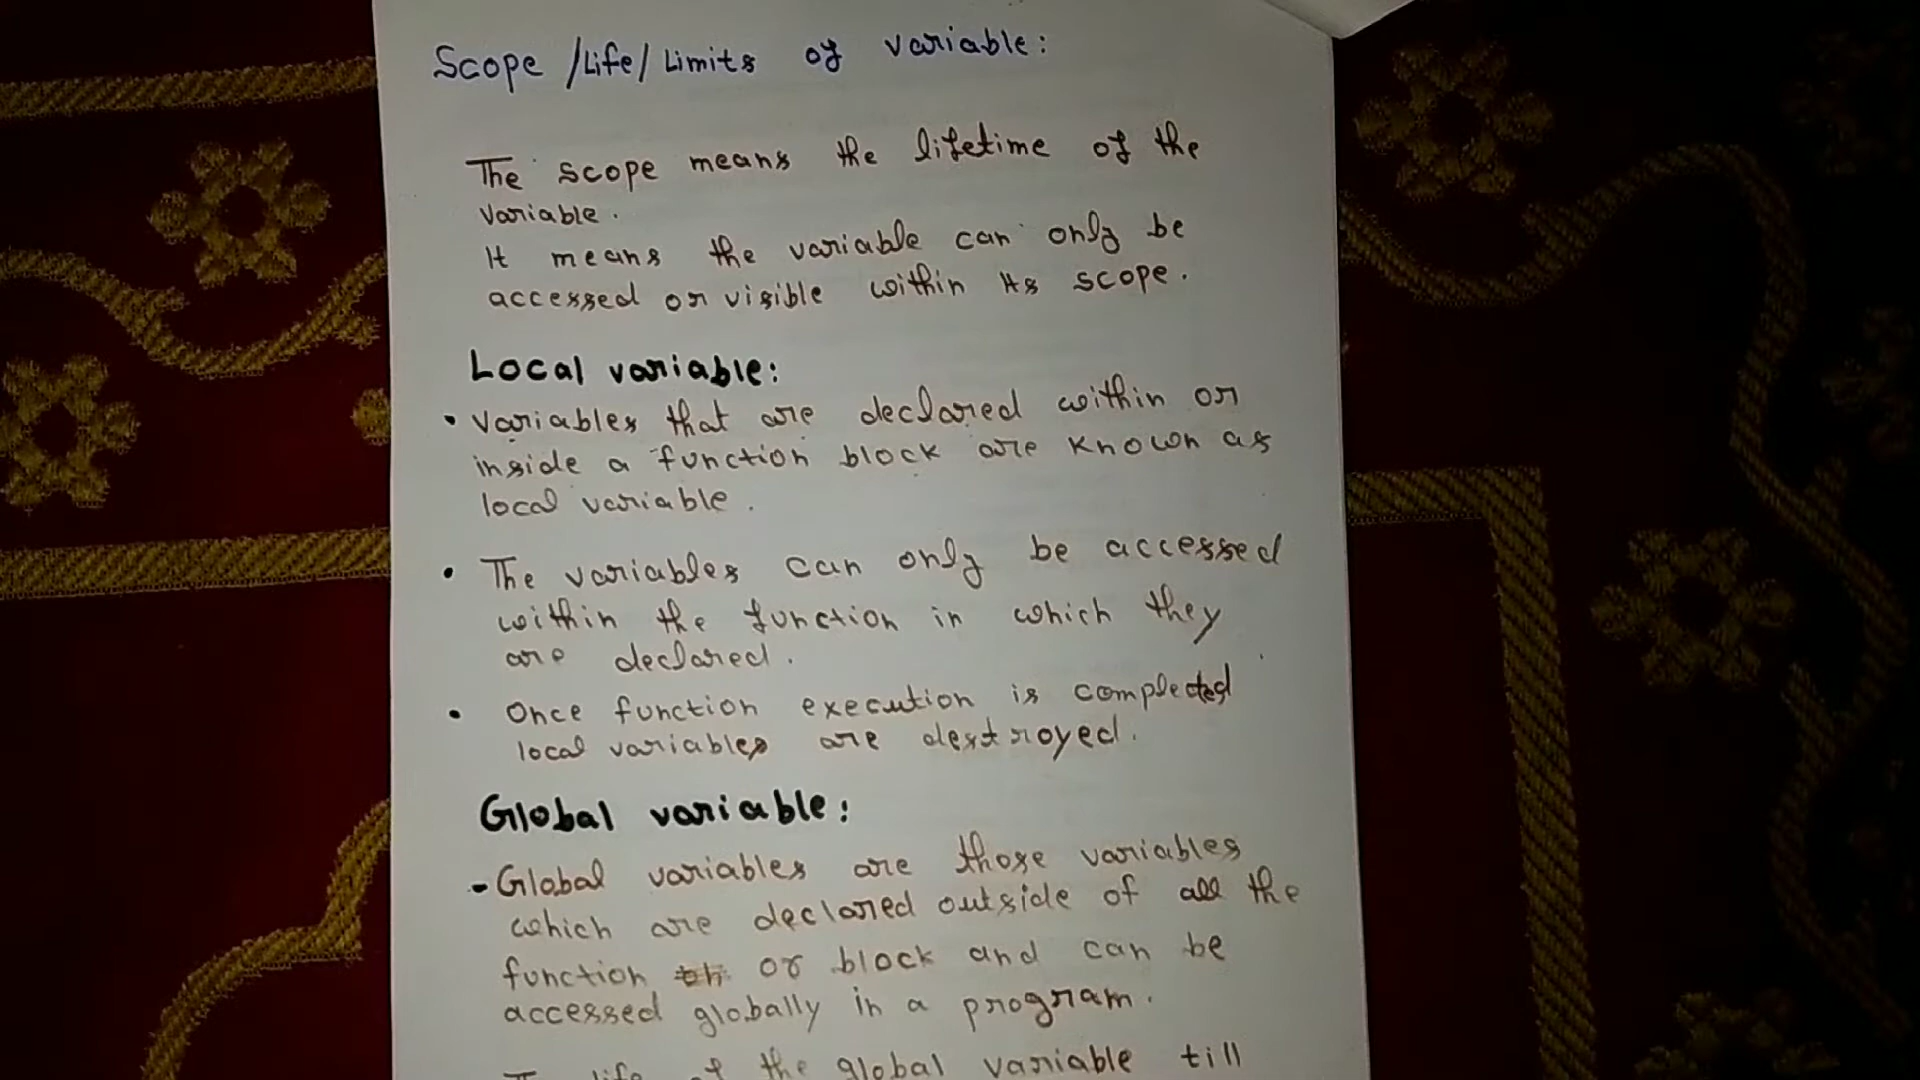 Scope /Life/Limits of variable:
The scope means the lifetime of the
variable.
It means the variable can only be
accessed or visible within its scope.
Local variable:
• Variables that are declared within or
inside a function block are known as
local variable.
• The variables can only be accessed
within the function in which they
are declared.
• Once function execution is completed
local variables are destroyed.
Global variable:
- Global variables are those variables
which are declared outside of all the
function or block and can be
accessed globally in a program.
life of the global variable till